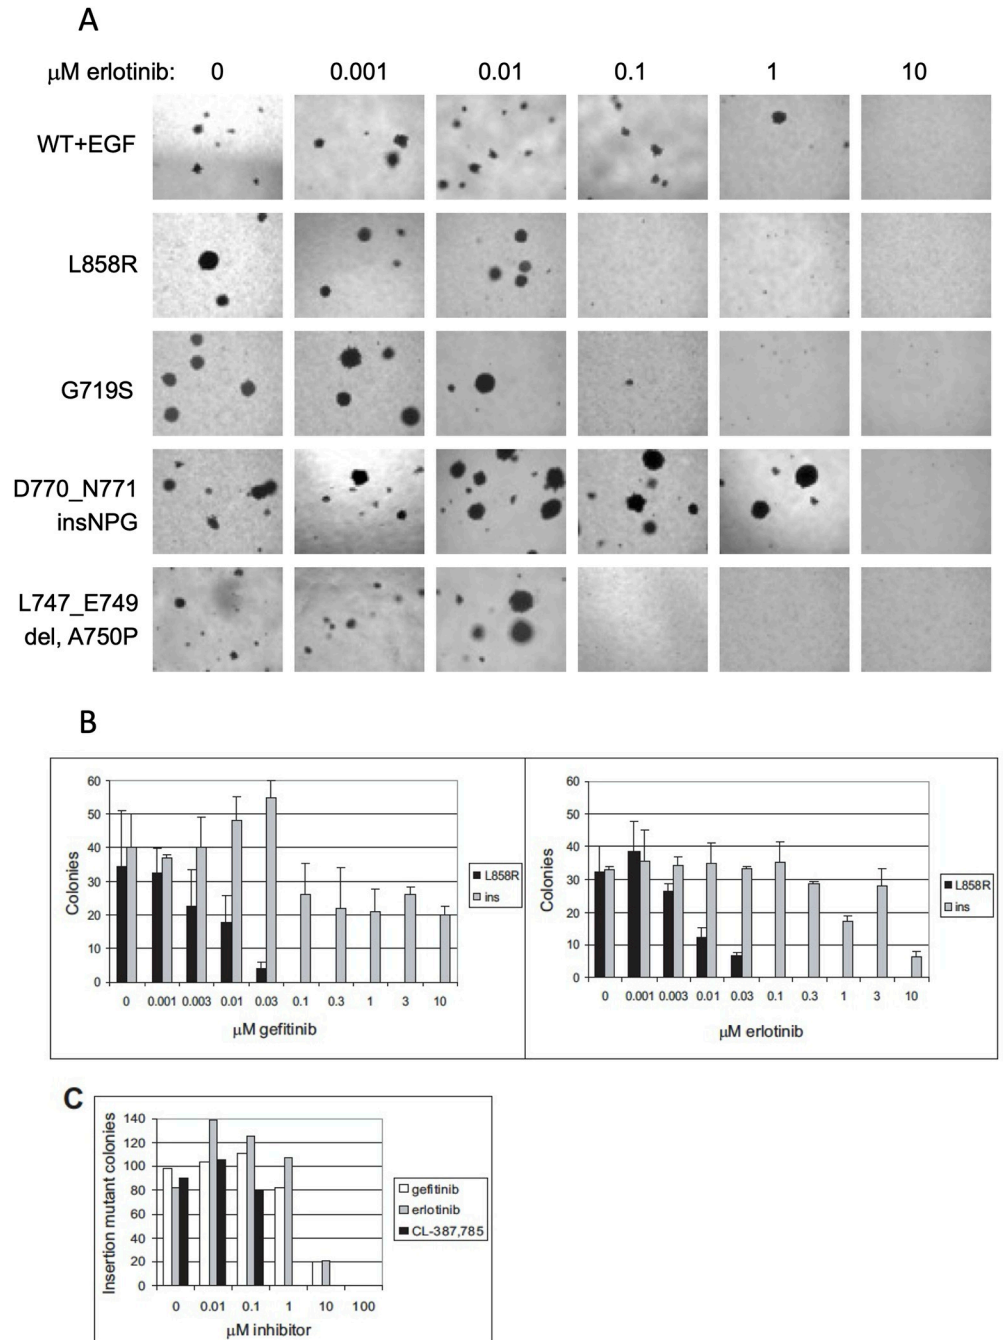 A
μM erlotinib: 0 0.001 0.01 0.1 1 10
WT+EGF
L858R
G719S
D770_N771
insNPG
L747_E749
del, A750P
B
60
50
40
30
20
10
0
Colonies
0 0.001 0.003 0.01 0.03 0.1 0.3 1 3 10
μM gefitinib
L858R
ins
60
50
40
30
20
10
0
Colonies
0 0.001 0.003 0.01 0.03 0.1 0.3 1 3 10
μM erlotinib
L858R
ins
C
140
120
100
80
60
40
20
0
Insertion mutant colonies
0 0.01 0.1 1 10 100
μM inhibitor
gefitinib
erlotinib
CL-387,785